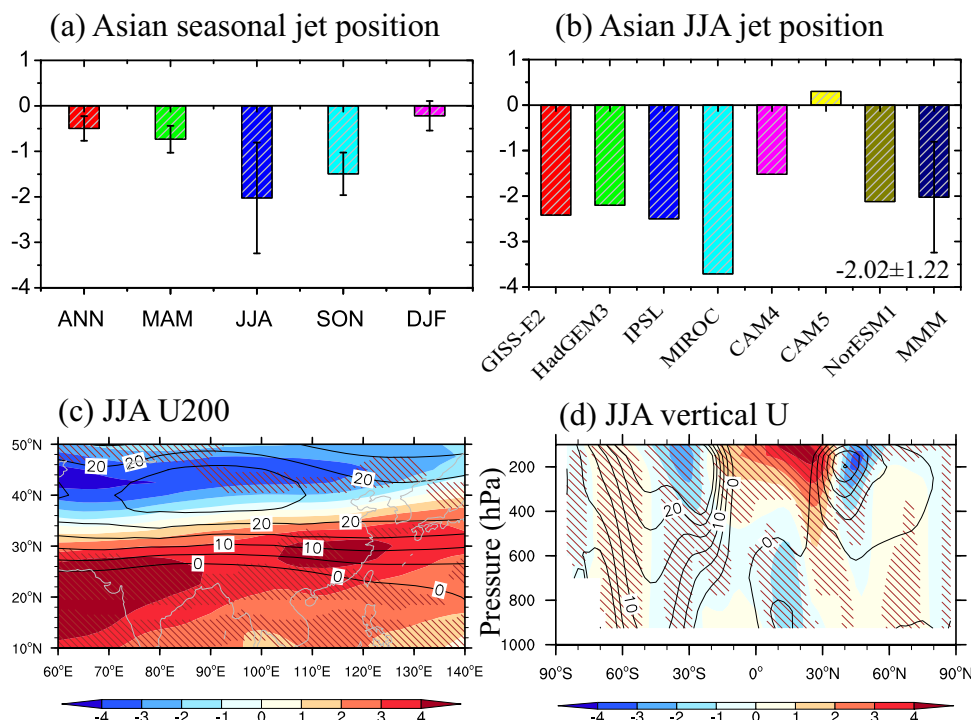 (a) Asian seasonal jet position
1
0
-1
-2
-3
-4
ANN MAM JJA SON DJF
(b) Asian JJA jet position
1
0
-1
-2
-3
-4
-2.02±1.22
GISS-E2 HadGEM3 IPSL MIROC CAM4 CAM5 NorESM1 MMM
(c) JJA U200
50°N
40°N
30°N
20°N
10°N
20 20 20
20 20
10 10
0 0 0
60°E 70°E 80°E 90°E 100°E 110°E 120°E 130°E 140°E
-4 -3 -2 -1 0 1 2 3 4
(d) JJA vertical U
Pressure (hPa)
200
400
600
800
1000
20 10 0
0
10
10
90°S 60°S 30°S 0° 30°N 60°N 90°N
-4 -3 -2 -1 0 1 2 3 4